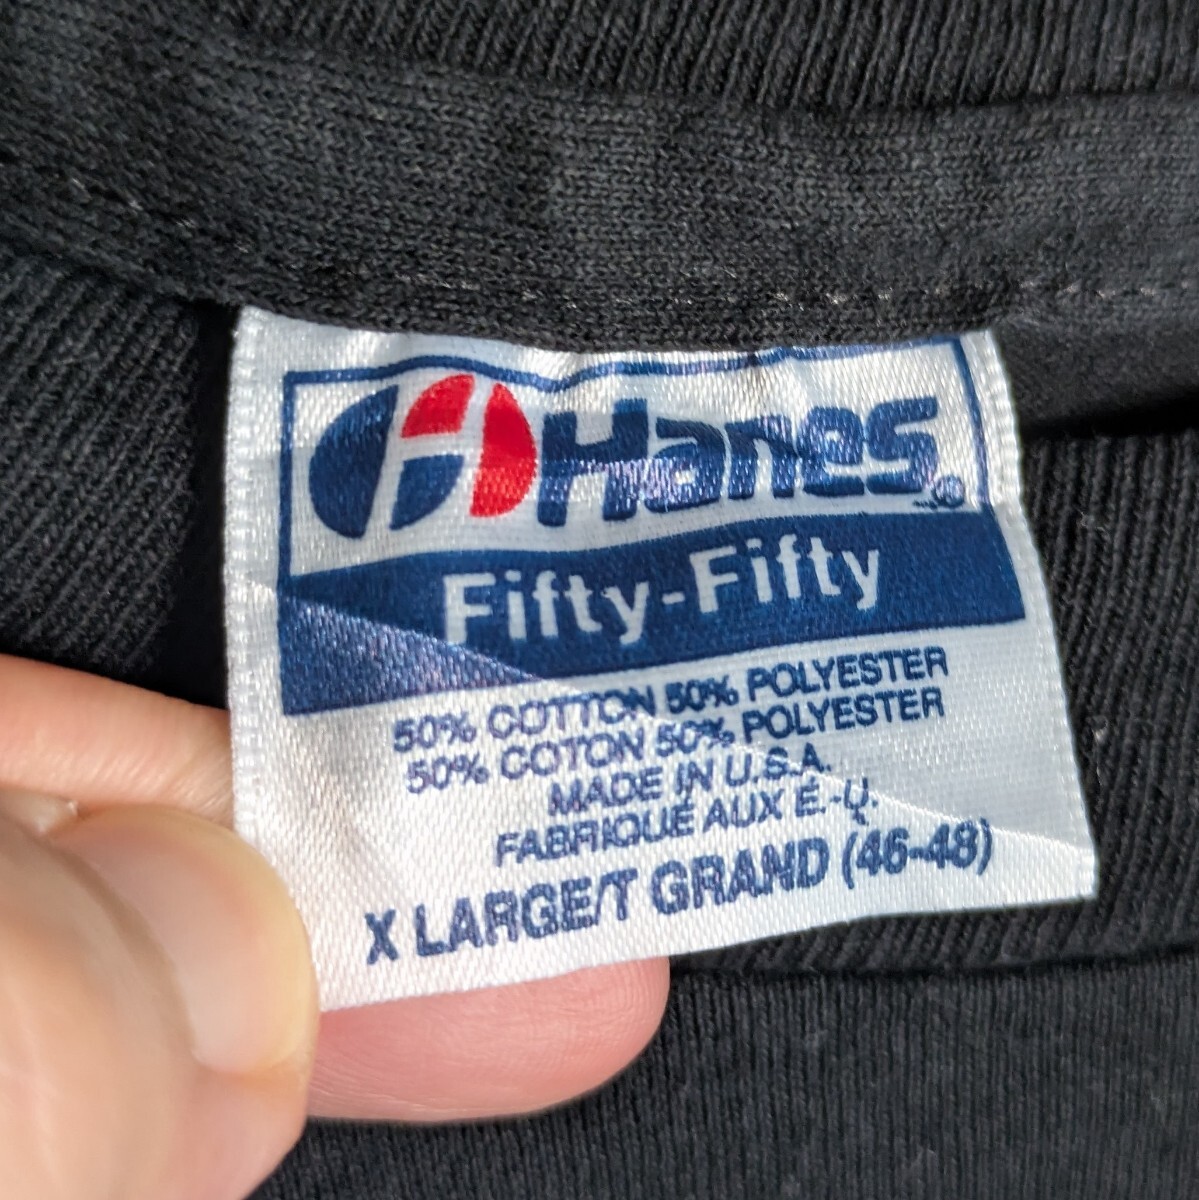 Hanes®
Fifty-Fifty
50% COTTON 50% POLYESTER
50% COTON 50% POLYESTER
MADE IN U.S.A.
FABRIQUÉ AUX É.-U.
X LARGE/T GRAND (46-48)